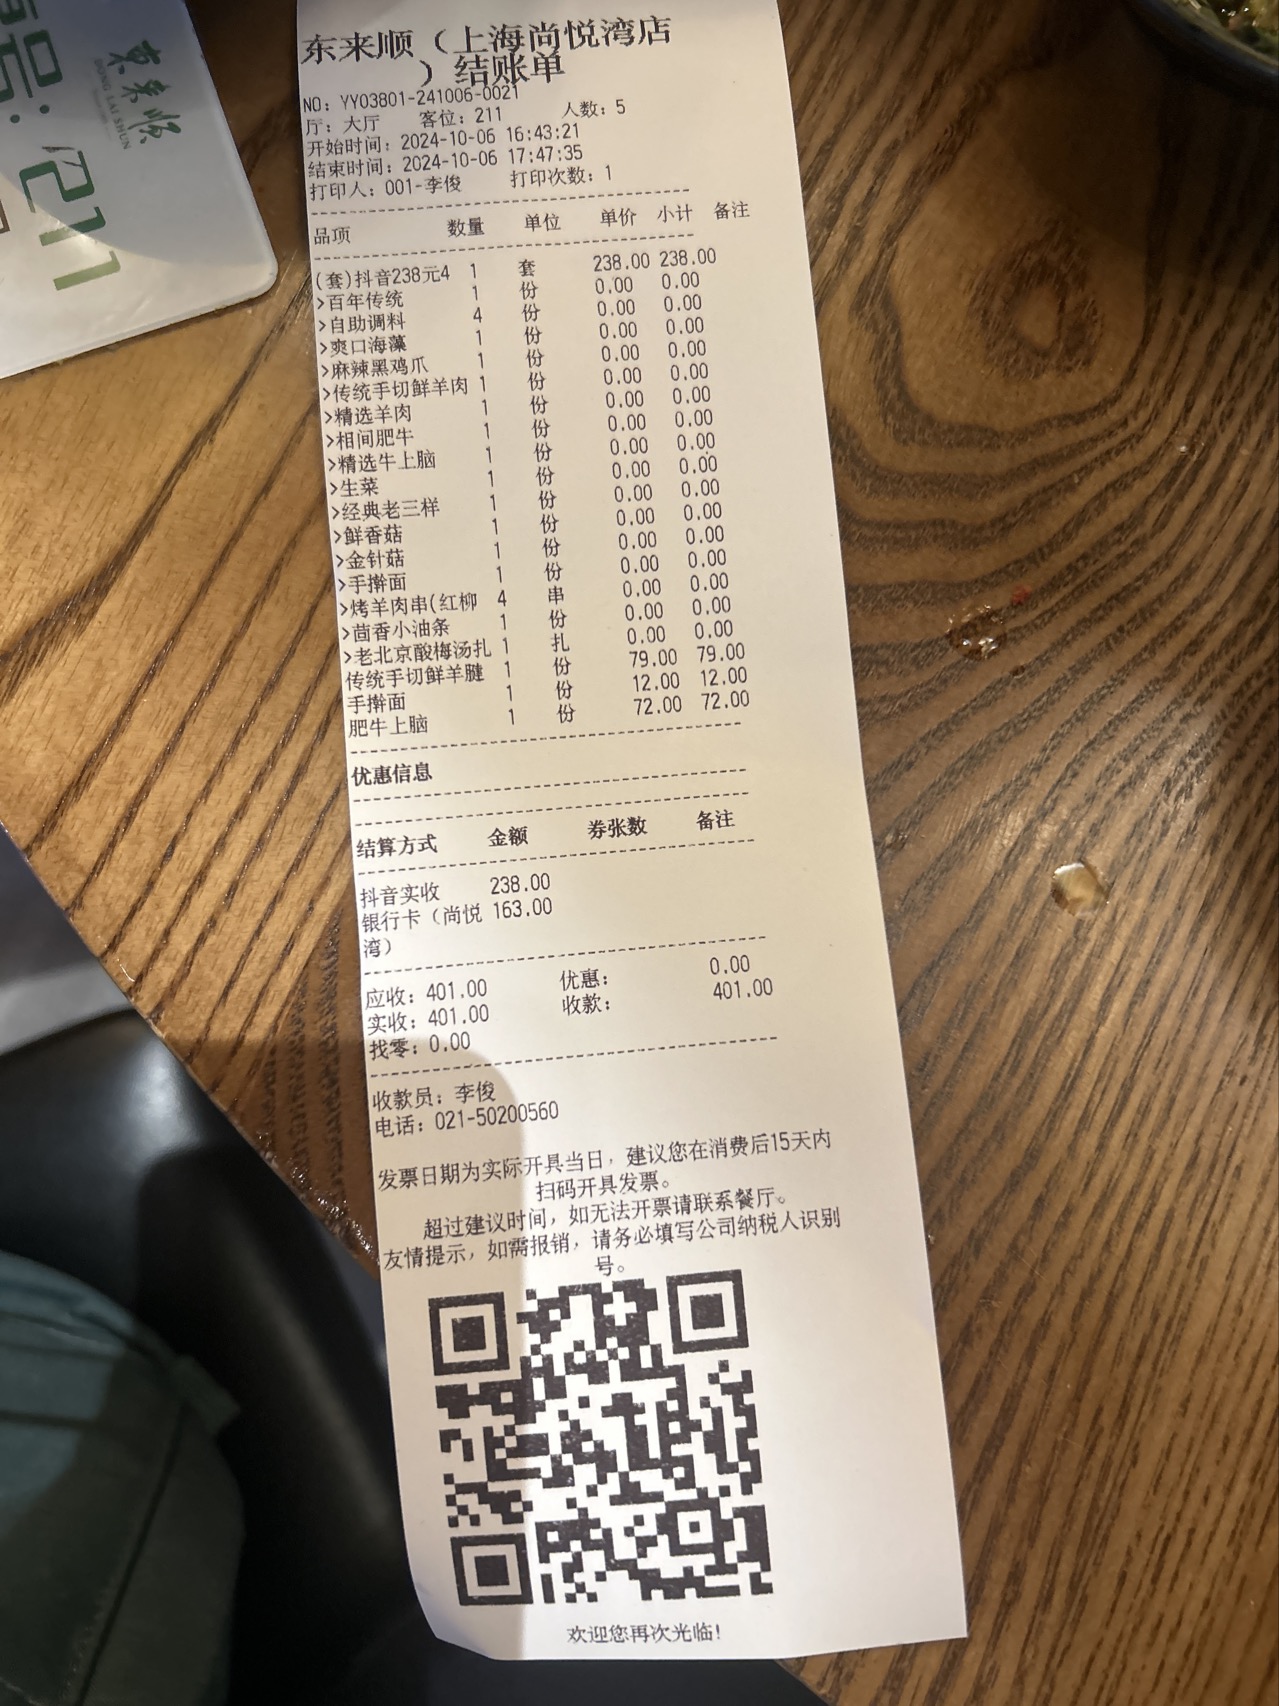 东来顺
DONG LAI SHUN
号:211
东来顺（上海尚悦湾店
）结账单
NO: YY03801-241006-0021
厅: 大厅 客位: 211 人数: 5
开始时间: 2024-10-06 16:43:21
结束时间: 2024-10-06 17:47:35
打印人: 001-李俊 打印次数: 1
品项 数量 单位 单价 小计 备注
(套)抖音238元4 1 套 238.00 238.00
>百年传统 1 份 0.00 0.00
>自助调料 4 份 0.00 0.00
>爽口海藻 1 份 0.00 0.00
>麻辣黑鸡爪 1 份 0.00 0.00
>传统手切鲜羊肉 1 份 0.00 0.00
>精选羊肉 1 份 0.00 0.00
>相间肥牛 1 份 0.00 0.00
>精选牛上脑 1 份 0.00 0.00
>生菜 1 份 0.00 0.00
>经典老三样 1 份 0.00 0.00
>鲜香菇 1 份 0.00 0.00
>金针菇 1 份 0.00 0.00
>手擀面 1 份 0.00 0.00
>烤羊肉串(红柳 4 串 0.00 0.00
>茴香小油条 1 份 0.00 0.00
>老北京酸梅汤扎 1 扎 0.00 0.00
传统手切鲜羊腱 1 份 79.00 79.00
手擀面 1 份 12.00 12.00
肥牛上脑 1 份 72.00 72.00
优惠信息
结算方式 金额 券张数 备注
抖音实收 238.00
银行卡（尚悦 163.00
湾）
应收: 401.00 优惠: 0.00
实收: 401.00 收款: 401.00
找零: 0.00
收款员: 李俊
电话: 021-50200560
发票日期为实际开具当日，建议您在消费后15天内
扫码开具发票。
超过建议时间，如无法开票请联系餐厅。
友情提示，如需报销，请务必填写公司纳税人识别
号。
欢迎您再次光临!